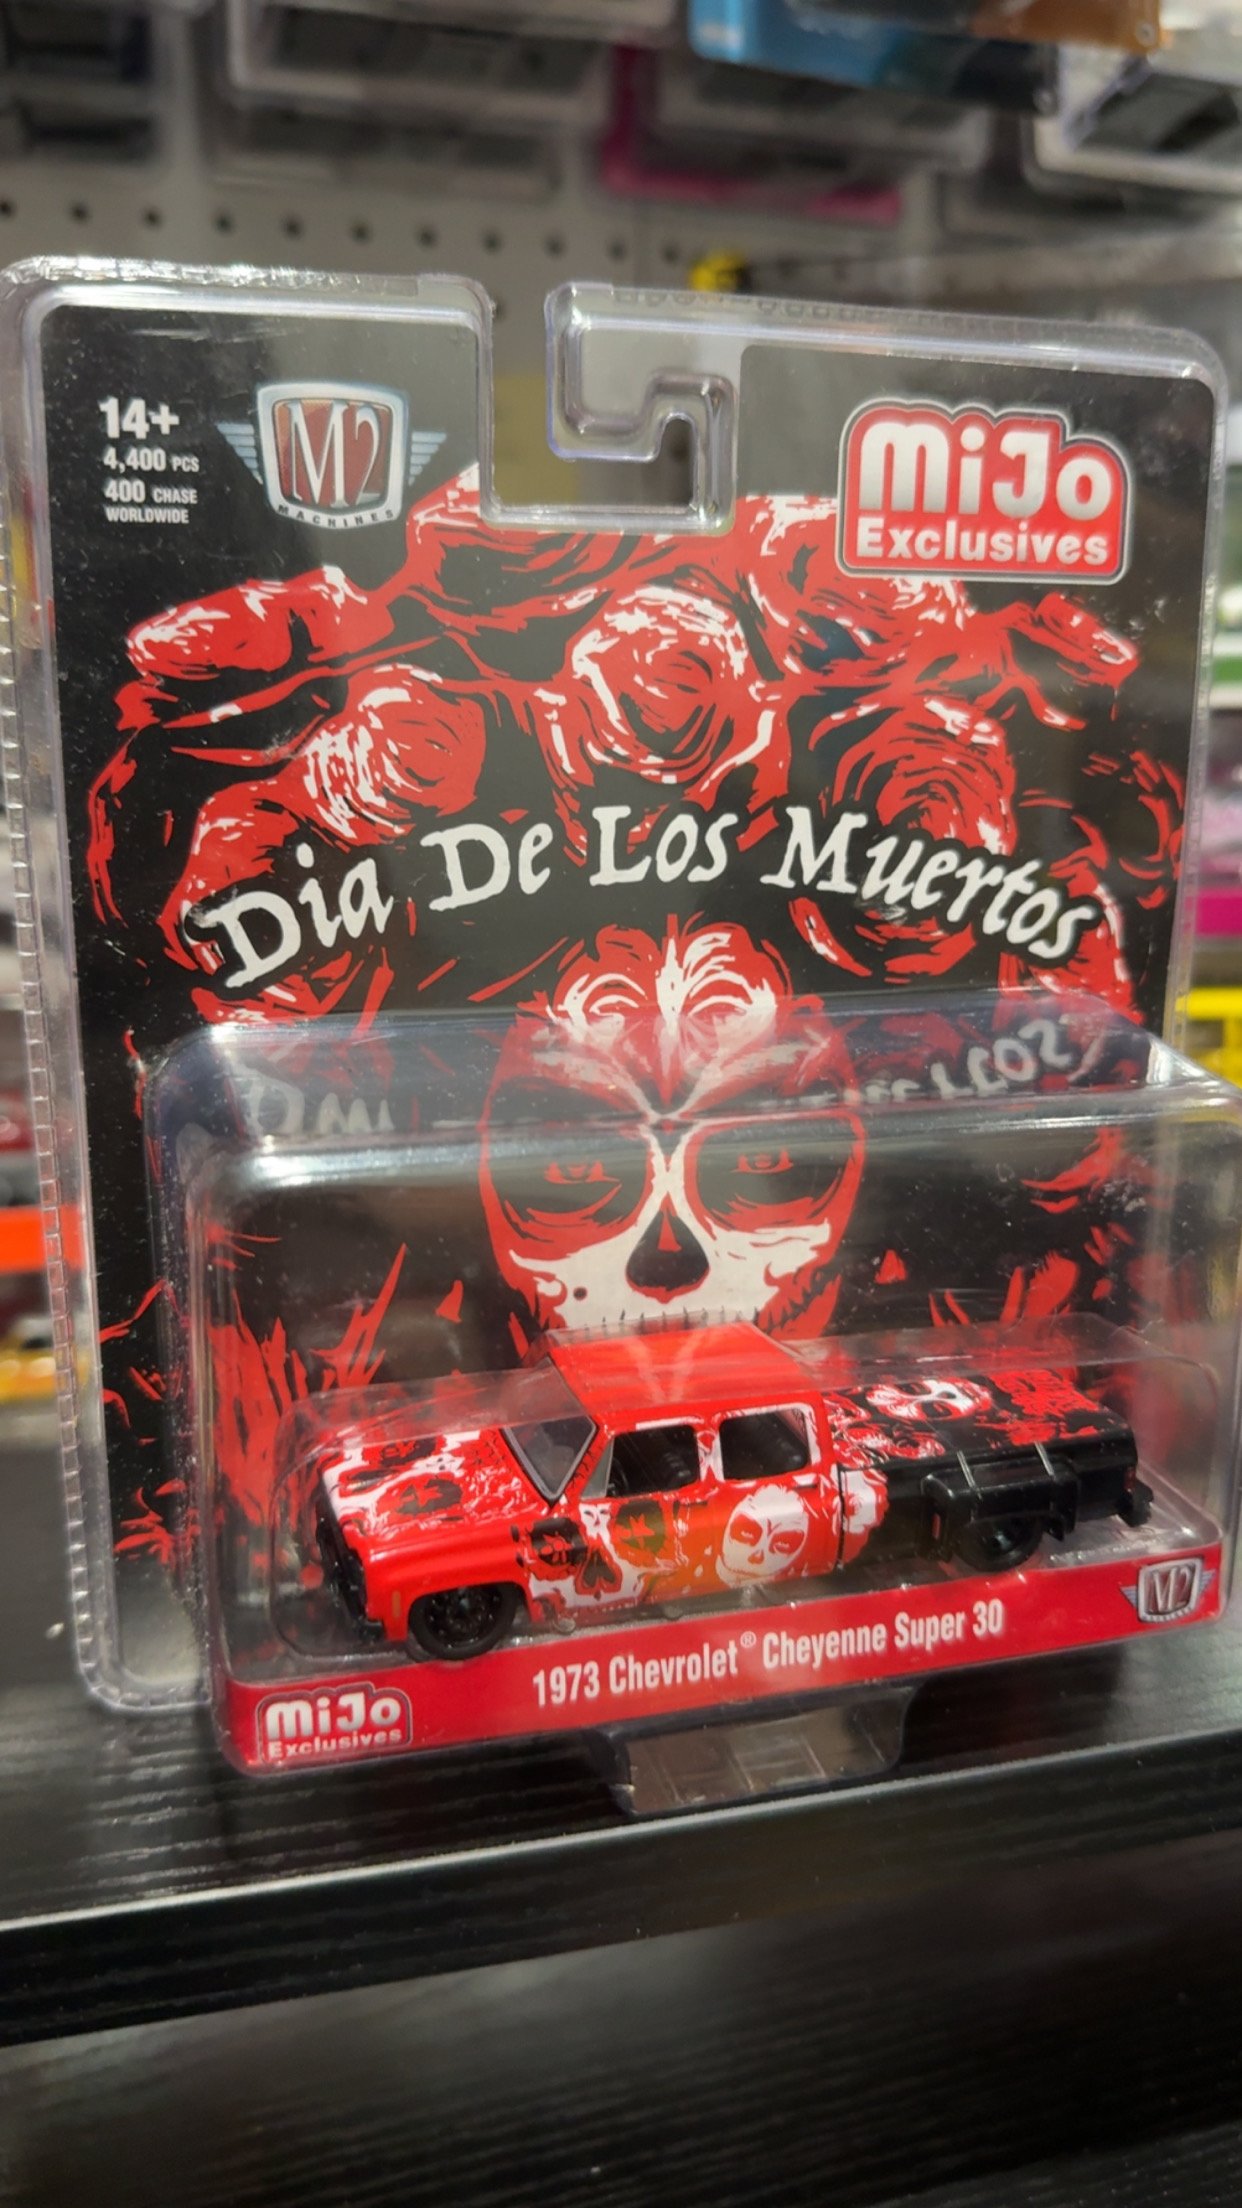 14+
4,400 PCS
400 CHASE
WORLDWIDE
M2
MACHINES
MiJo
Exclusives
Dia De Los Muertos
1973 Chevrolet® Cheyenne Super 30
M2
MiJo
Exclusives